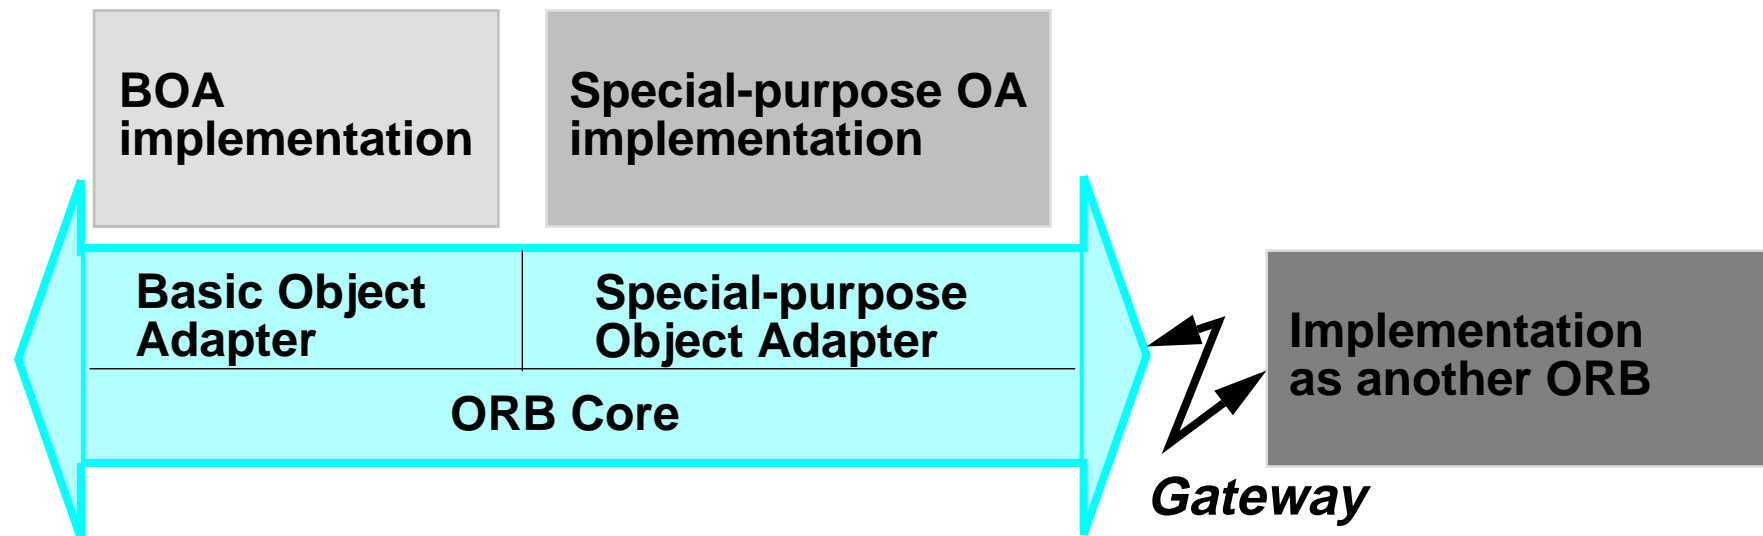 BOA
implementation
Special-purpose OA
implementation
Basic Object
Adapter
Special-purpose
Object Adapter
ORB Core
Implementation
as another ORB
Gateway